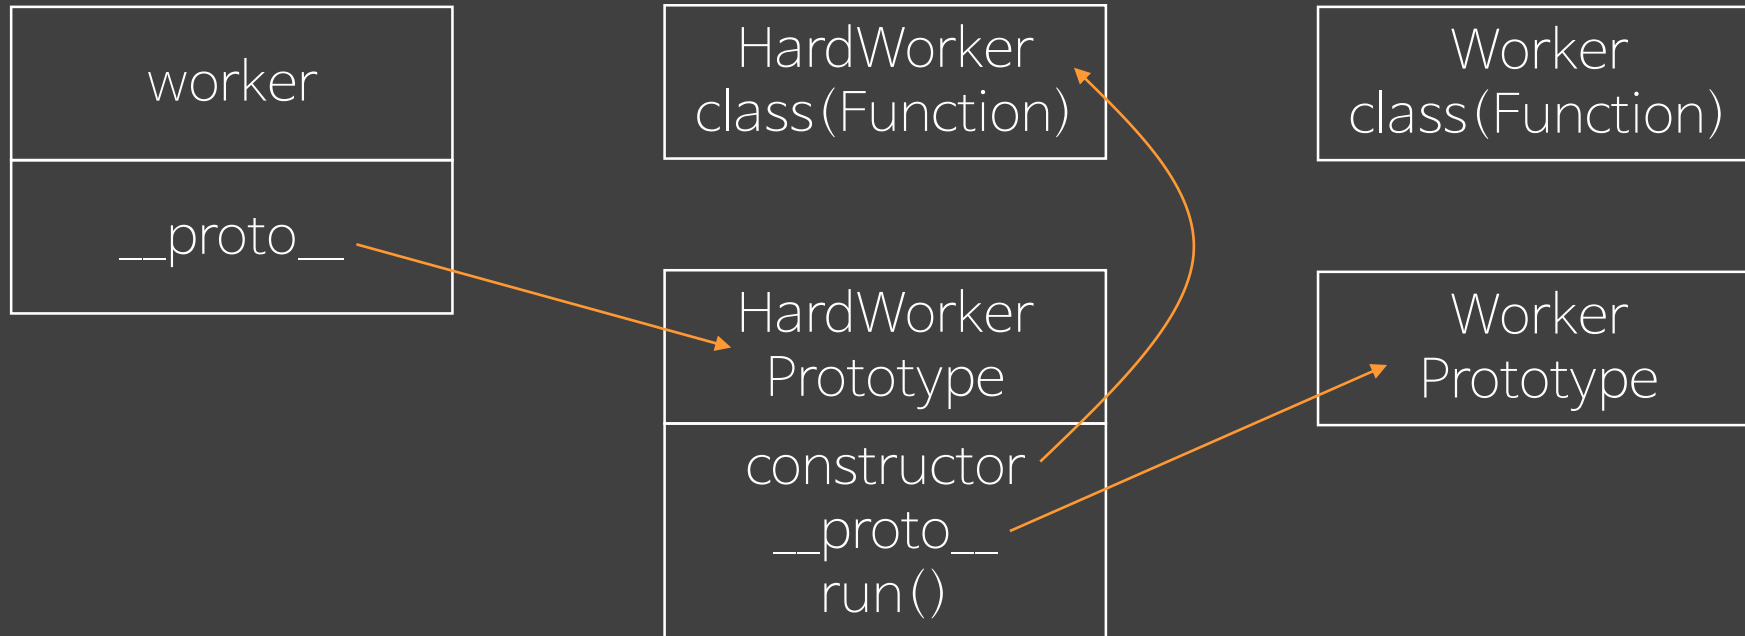 worker
__proto__
HardWorker
class(Function)
HardWorker
Prototype
constructor
__proto__
run()
Worker
class(Function)
Worker
Prototype